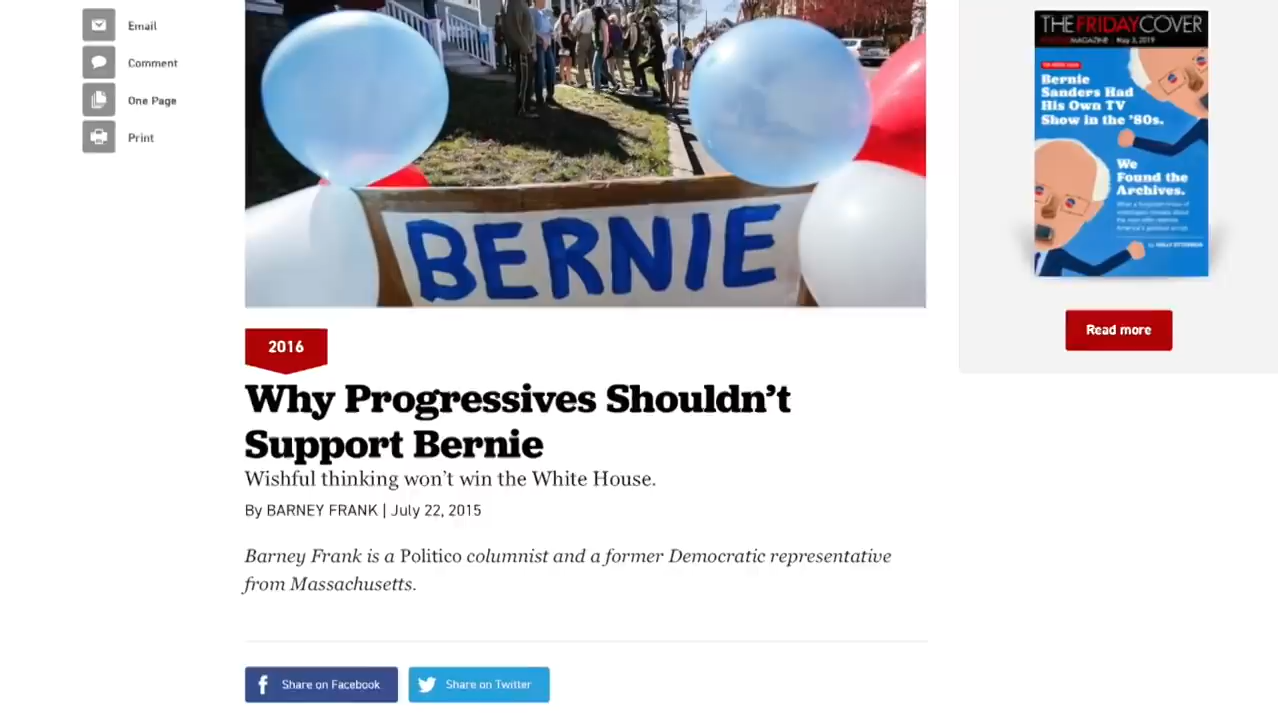 Email
Comment
One Page
Print
BERNIE
THE FRIDAY COVER
MAGAZINE May 3, 2019
Bernie
Sanders Had
His Own TV
Show in the '80s.
We
Found the
Archives.
Read more
2016
Why Progressives Shouldn't
Support Bernie
Wishful thinking won't win the White House.
By BARNEY FRANK | July 22, 2015
Barney Frank is a Politico columnist and a former Democratic representative
from Massachusetts.
Share on Facebook
Share on Twitter